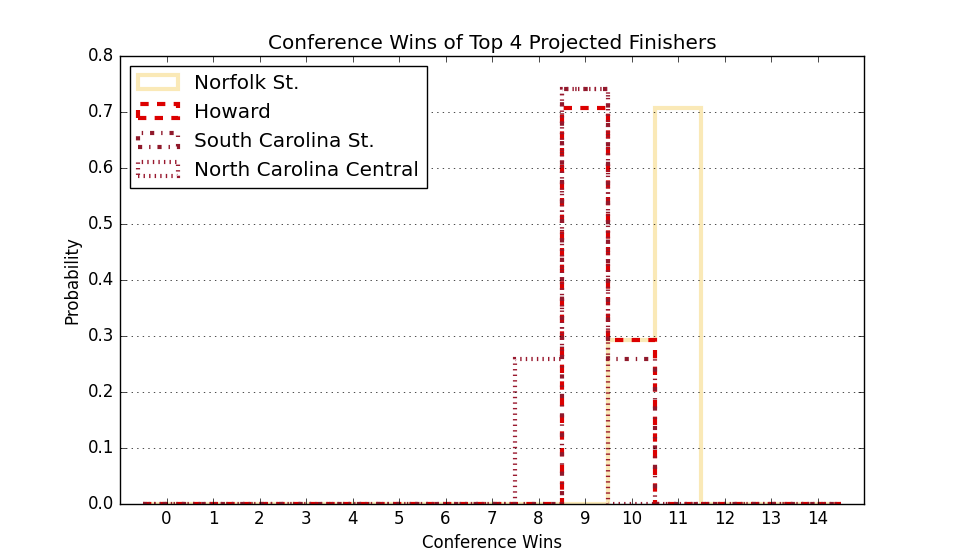 Conference Wins of Top 4 Projected Finishers
0.8
0.7
0.6
0.5
0.4
0.3
0.2
0.1
0.0
Probability
Norfolk St.
Howard
South Carolina St.
North Carolina Central
0 1 2 3 4 5 6 7 8 9 10 11 12 13 14
Conference Wins